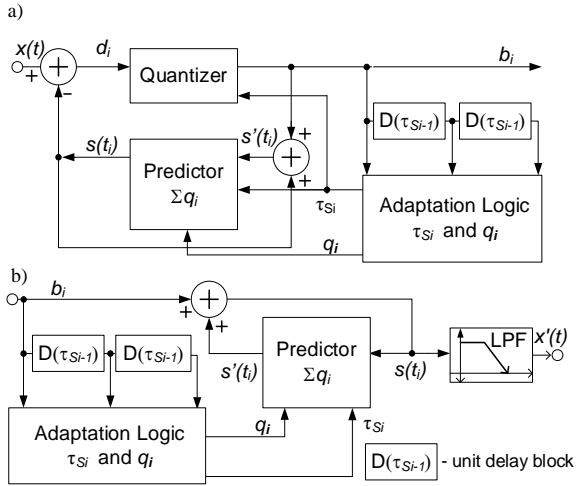 a)
x(t)
+
+
-
d_i
Quantizer
b_i
D(τ_Si-1)
D(τ_Si-1)
s(t_i)
s'(t_i)
+
+
+
Predictor
Σq_i
τ_Si
q_i
Adaptation Logic
τ_Si and q_i
b)
b_i
+
+
+
D(τ_Si-1)
D(τ_Si-1)
s'(t_i)
Predictor
Σq_i
s(t_i)
LPF
x'(t)
Adaptation Logic
τ_Si and q_i
q_i
τ_Si
D(τ_Si-1) - unit delay block